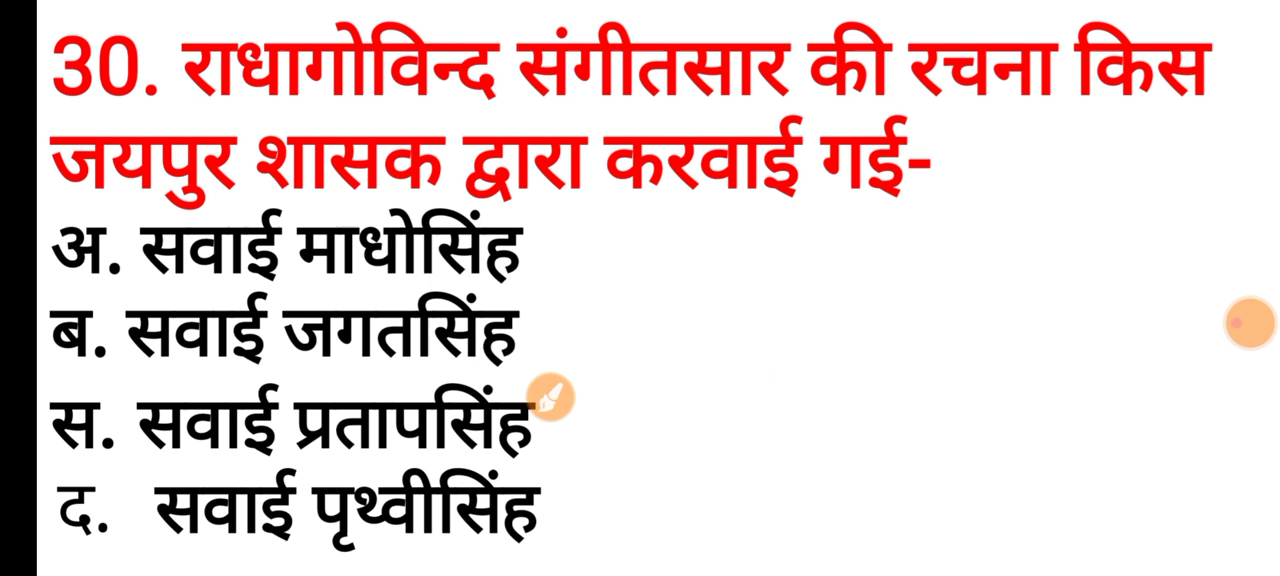 30. राधागोविन्द संगीतसार की रचना किस
जयपुर शासक द्वारा करवाई गई-
अ. सवाई माधोसिंह
ब. सवाई जगतसिंह
स. सवाई प्रतापसिंह
द. सवाई पृथ्वीसिंह